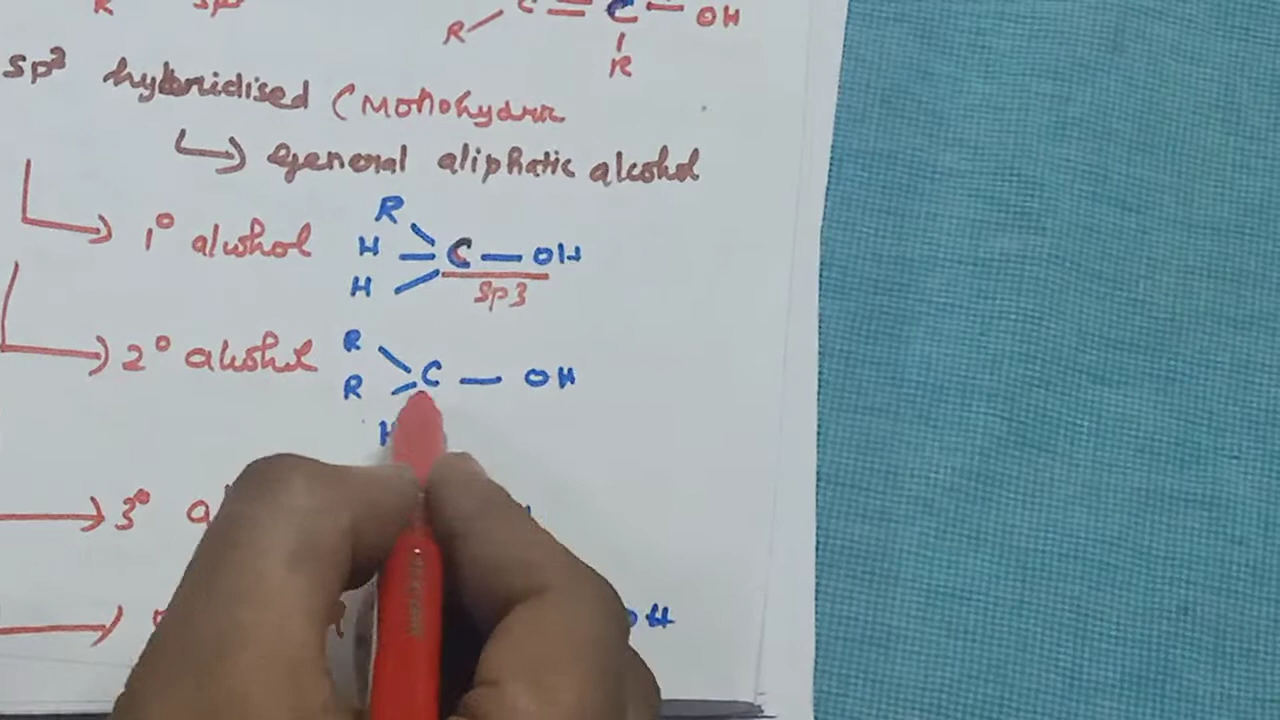 R C = C — OH
R
sp³ hybridised (Monohydric
general aliphatic alcohol
R
1° alcohol H C — OH
H sp3
R
2° alcohol R C — OH
H
3° a
OH